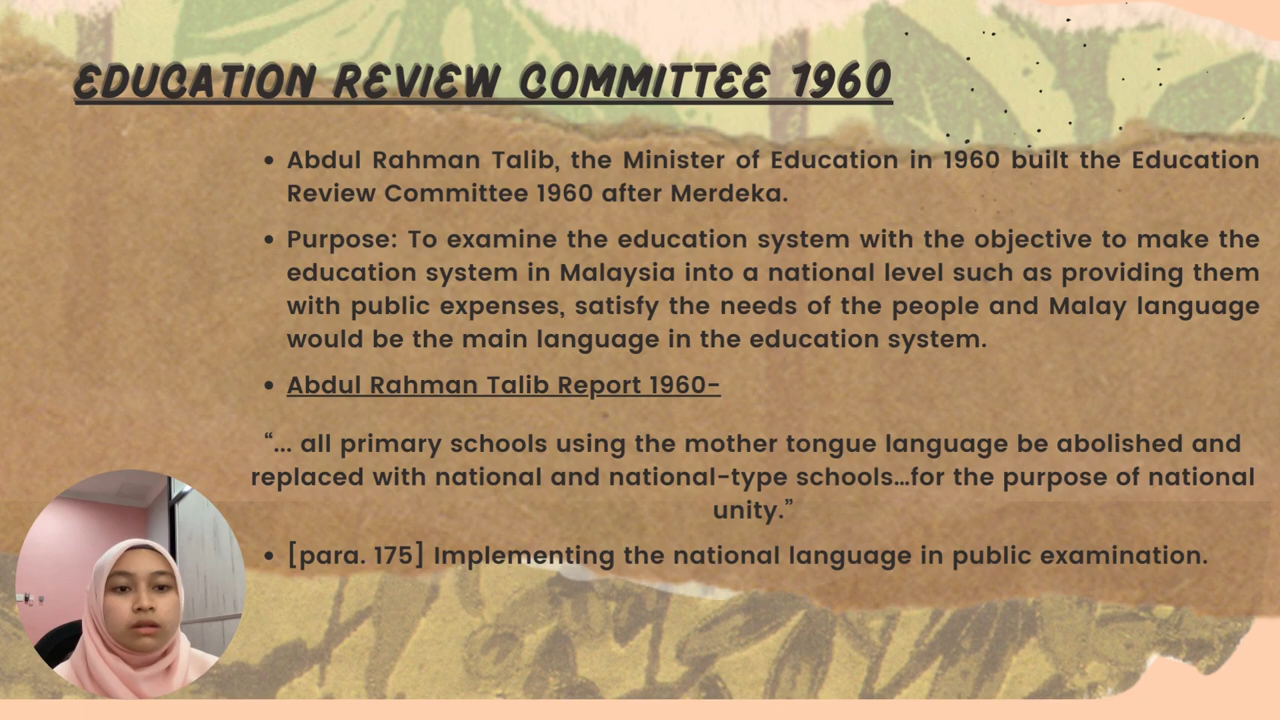 EDUCATION REVIEW COMMITTEE 1960
• Abdul Rahman Talib, the Minister of Education in 1960 built the Education
Review Committee 1960 after Merdeka.
• Purpose: To examine the education system with the objective to make the
education system in Malaysia into a national level such as providing them
with public expenses, satisfy the needs of the people and Malay language
would be the main language in the education system.
• Abdul Rahman Talib Report 1960-
“... all primary schools using the mother tongue language be abolished and
replaced with national and national-type schools...for the purpose of national
unity.”
• [para. 175] Implementing the national language in public examination.